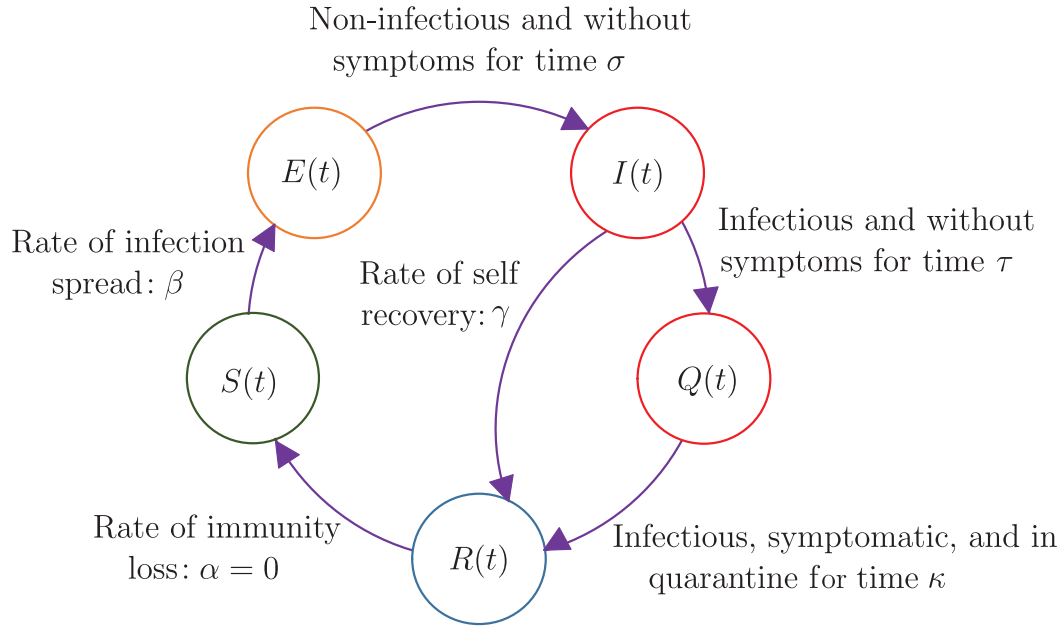 Non-infectious and without
symptoms for time σ
E(t)
I(t)
Rate of infection
spread: β
Rate of self
recovery: γ
Infectious and without
symptoms for time τ
S(t)
Q(t)
Rate of immunity
loss: α = 0
R(t)
Infectious, symptomatic, and in
quarantine for time κ